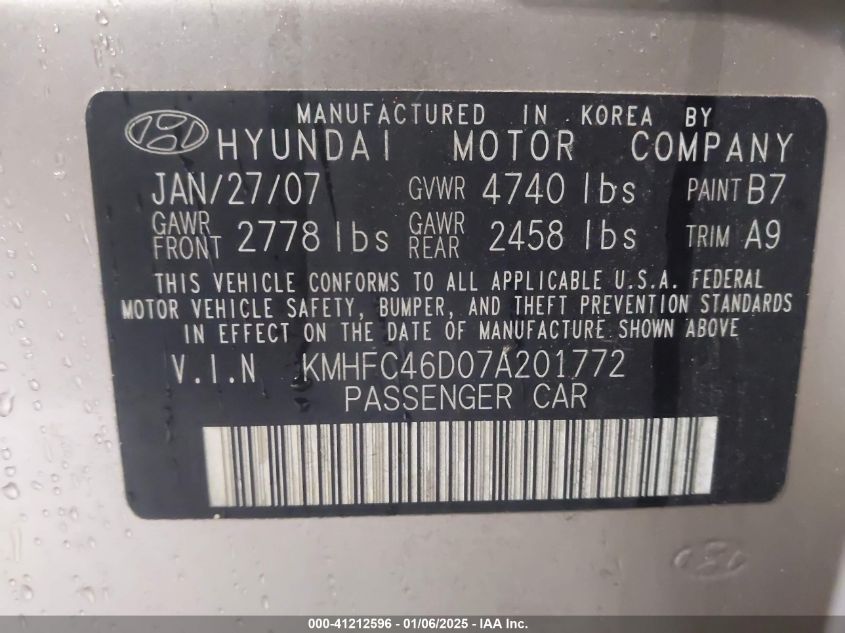 MANUFACTURED IN KOREA BY
HYUNDAI MOTOR COMPANY
JAN/27/07 GVWR 4740 lbs PAINT B7
GAWR FRONT 2778 lbs GAWR REAR 2458 lbs TRIM A9
THIS VEHICLE CONFORMS TO ALL APPLICABLE U.S.A. FEDERAL
MOTOR VEHICLE SAFETY, BUMPER, AND THEFT PREVENTION STANDARDS
IN EFFECT ON THE DATE OF MANUFACTURE SHOWN ABOVE
V.I.N KMHFC46D07A201772
PASSENGER CAR
000-41212596 - 01/06/2025 - IAA Inc.